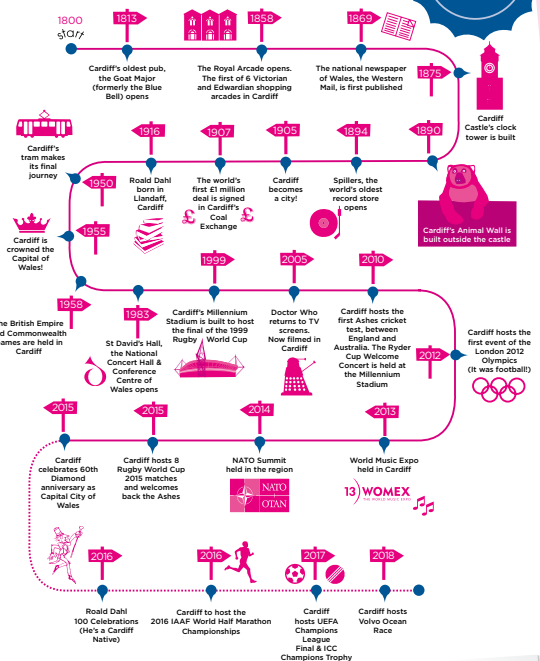 1800
start
1813
Cardiff's oldest pub,
the Goat Major
(formerly the Blue
Bell) opens
1858
The Royal Arcade opens.
The first of 6 Victorian
and Edwardian shopping
arcades in Cardiff
1869
The national newspaper
of Wales, the Western
Mail, is first published
1875
Cardiff
Castle's clock
tower is built
1890
Cardiff's Animal Wall is
built outside the castle
1894
Spillers, the
world's oldest
record store
opens
1905
Cardiff
becomes
a city!
1907
The world's
first £1 million
deal is signed
in Cardiff's
Coal
Exchange
£
£
1916
Roald Dahl
born in
Llandaff,
Cardiff
Cardiff's
tram makes
its final
journey
1950
1955
Cardiff is
crowned the
Capital of
Wales!
1958
he British Empire
d Commonwealth
ames are held in
Cardiff
1983
St David's Hall,
the National
Concert Hall &
Conference
Centre of
Wales opens
1999
Cardiff's Millennium
Stadium is built to host
the final of the 1999
Rugby World Cup
2005
Doctor Who
returns to TV
screens.
Now filmed in
Cardiff
2010
Cardiff hosts the
first Ashes cricket
test, between
England and
Australia. The Ryder
Cup Welcome
Concert is held at
the Millennium
Stadium
2012
Cardiff hosts the
first event of the
London 2012
Olympics
(It was football!)
2013
World Music Expo
held in Cardiff
13) WOMEX
THE WORLD MUSIC EXPO
2014
NATO Summit
held in the region
NATO
OTAN
2015
Cardiff hosts 8
Rugby World Cup
2015 matches
and welcomes
back the Ashes
2015
Cardiff
celebrates 60th
Diamond
anniversary as
Capital City of
Wales
2016
Roald Dahl
100 Celebrations
(He's a Cardiff
Native)
2016
Cardiff to host the
2016 IAAF World Half Marathon
Championships
2017
Cardiff
hosts UEFA
Champions
League
Final & ICC
Champions Trophy
2018
Cardiff hosts
Volvo Ocean
Race